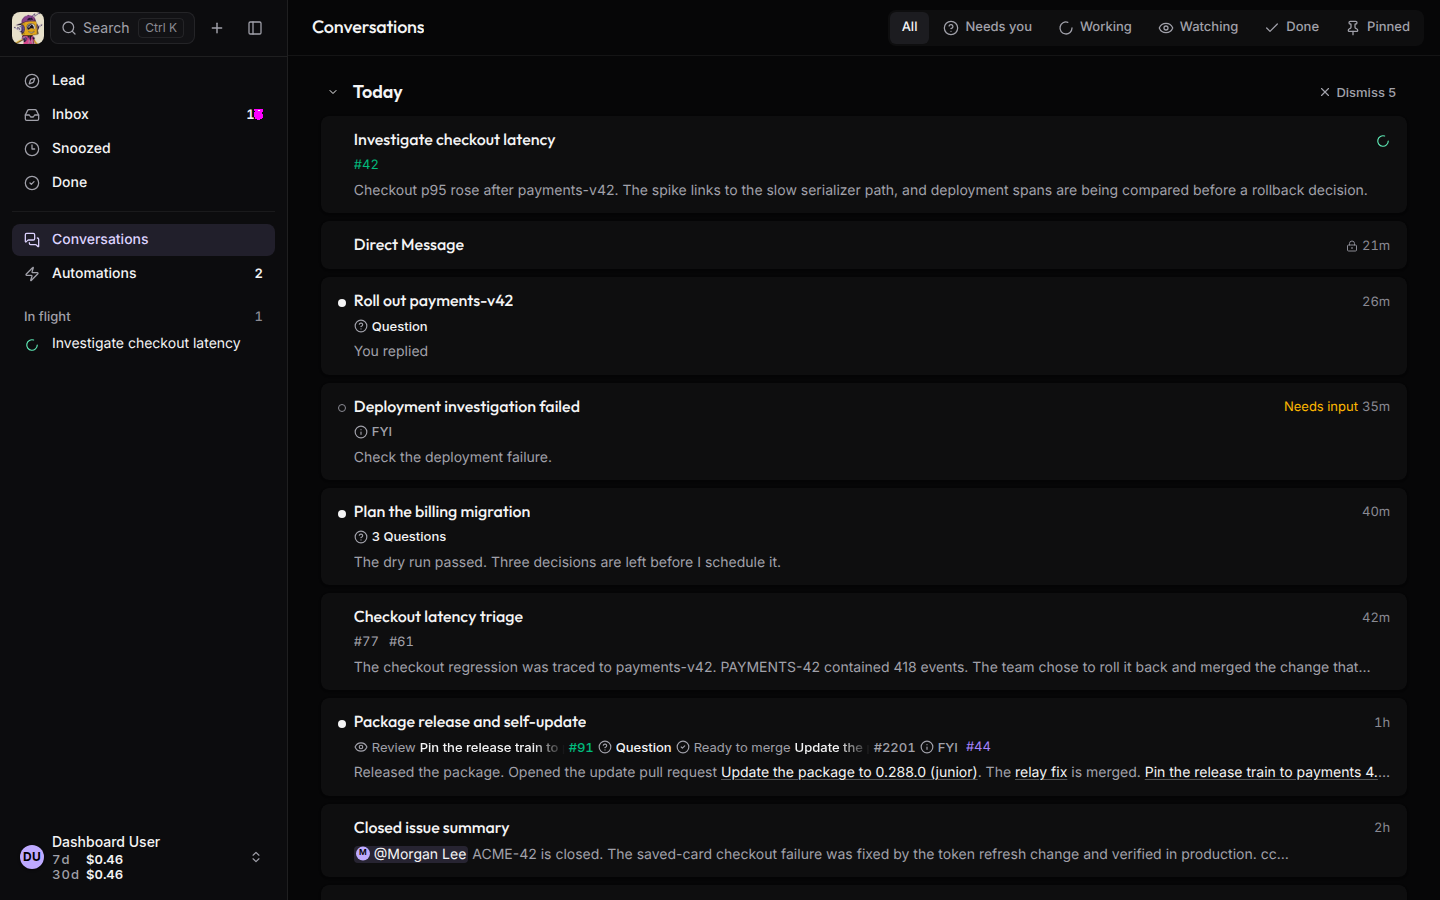 Search Ctrl K
Lead
Inbox
Snoozed
Done
Conversations
Automations 2
In flight 1
Investigate checkout latency
DU Dashboard User
7d $0.46
30d $0.46
Conversations
All Needs you Working Watching Done Pinned
Today Dismiss 5
Investigate checkout latency
#42
Checkout p95 rose after payments-v42. The spike links to the slow serializer path, and deployment spans are being compared before a rollback decision.
Direct Message 21m
Roll out payments-v42 26m
Question
You replied
Deployment investigation failed Needs input 35m
FYI
Check the deployment failure.
Plan the billing migration 40m
3 Questions
The dry run passed. Three decisions are left before I schedule it.
Checkout latency triage 42m
#77 #61
The checkout regression was traced to payments-v42. PAYMENTS-42 contained 418 events. The team chose to roll it back and merged the change that…
Package release and self-update 1h
Review Pin the release train to #91 Question Ready to merge Update the #2201 FYI #44
Released the package. Opened the update pull request Update the package to 0.288.0 (junior). The relay fix is merged. Pin the release train to payments 4.…
Closed issue summary 2h
M @Morgan Lee ACME-42 is closed. The saved-card checkout failure was fixed by the token refresh change and verified in production. cc…